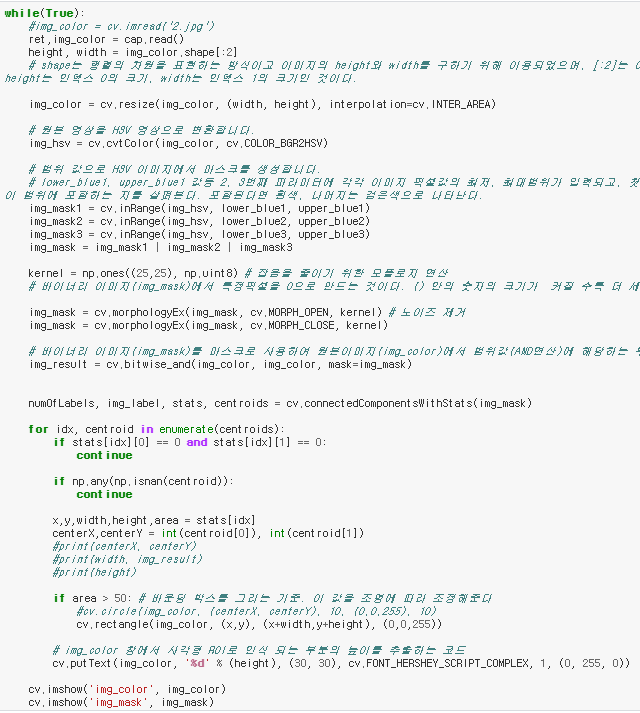 while(True):
#img_color = cv.imread('2.jpg')
ret,img_color = cap.read()
height, width = img_color.shape[:2]
# shape는 행렬의 차원을 표현하는 방식이고 이미지의 height와 width를 구하기 위해 이용되었으며, [:2]는
height는 인덱스 0의 크기, width는 인덱스 1의 크기인 것이다.
img_color = cv.resize(img_color, (width, height), interpolation=cv.INTER_AREA)
# 원본 영상을 HSV 영상으로 변환합니다.
img_hsv = cv.cvtColor(img_color, cv.COLOR_BGR2HSV)
# 범위 값으로 HSV 이미지에서 마스크를 생성합니다.
# lower_blue1, upper_blue1 값등 2, 3번째 파라미터에 각각 이미지 픽셀값의 최저, 최대범위가 입력되고, 첫
이 범위에 포함하는 지를 살펴본다. 포함된다면 흰색, 나머지는 검은색으로 나타난다.
img_mask1 = cv.inRange(img_hsv, lower_blue1, upper_blue1)
img_mask2 = cv.inRange(img_hsv, lower_blue2, upper_blue2)
img_mask3 = cv.inRange(img_hsv, lower_blue3, upper_blue3)
img_mask = img_mask1 | img_mask2 | img_mask3
kernel = np.ones((25,25), np.uint8) # 잡음을 줄이기 위한 모폴로지 연산
# 바이너리 이미지(img_mask)에서 특정픽셀을 0으로 만드는 것이다. () 안의 숫자의 크기가 커질 수록 더 세
img_mask = cv.morphologyEx(img_mask, cv.MORPH_OPEN, kernel) # 노이즈 제거
img_mask = cv.morphologyEx(img_mask, cv.MORPH_CLOSE, kernel)
# 바이너리 이미지(img_mask)를 마스크로 사용하여 원본이미지(img_color)에서 범위값(AND연산)에 해당하는
img_result = cv.bitwise_and(img_color, img_color, mask=img_mask)
numOfLabels, img_label, stats, centroids = cv.connectedComponentsWithStats(img_mask)
for idx, centroid in enumerate(centroids):
if stats[idx][0] == 0 and stats[idx][1] == 0:
continue
if np.any(np.isnan(centroid)):
continue
x,y,width,height,area = stats[idx]
centerX,centerY = int(centroid[0]), int(centroid[1])
#print(centerX, centerY)
#print(width, img_result)
#print(height)
if area > 50: # 바운딩 박스를 그리는 기준. 이 값을 조명에 따라 조정해준다
#cv.circle(img_color, (centerX, centerY), 10, (0,0,255), 10)
cv.rectangle(img_color, (x,y), (x+width,y+height), (0,0,255))
# img_color 창에서 사각형 ROI로 인식 되는 부분의 높이를 추출하는 코드
cv.putText(img_color, '%d' % (height), (30, 30), cv.FONT_HERSHEY_SCRIPT_COMPLEX, 1, (0, 255, 0))
cv.imshow('img_color', img_color)
cv.imshow('img_mask', img_mask)